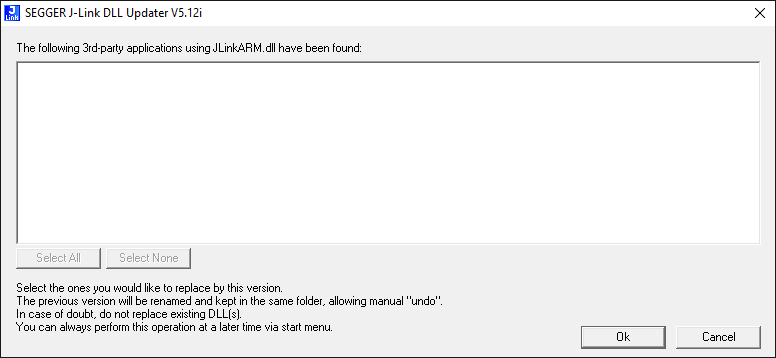 J
Link
SEGGER J-Link DLL Updater V5.12i
The following 3rd-party applications using JLinkARM.dll have been found:
Select All
Select None
Select the ones you would like to replace by this version.
The previous version will be renamed and kept in the same folder, allowing manual "undo".
In case of doubt, do not replace existing DLL(s).
You can always perform this operation at a later time via start menu.
Ok
Cancel